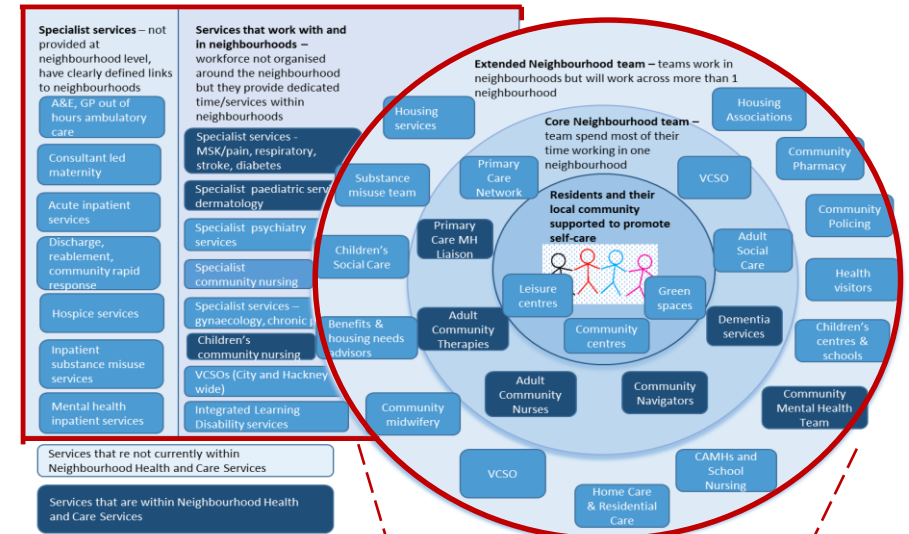 Specialist services – not
provided at
neighbourhood level,
have clearly defined links
to neighbourhoods
A&E, GP out of
hours ambulatory
care
Consultant led
maternity
Acute inpatient
services
Discharge,
reablement,
community rapid
response
Hospice services
Inpatient
substance misuse
services
Mental health
inpatient services
Services that work with and
in neighbourhoods –
workforce not organised
around the neighbourhood
but they provide dedicated
time/services within
neighbourhoods
Specialist services -
MSK/pain, respiratory,
stroke, diabetes
Specialist paediatric servi
dermatology
Specialist psychiatry
services
Specialist
community nursing
Specialist services –
gynaecology, chronic p
Children's
community nursing
VCSOs (City and Hackney
wide)
Integrated Learning
Disability services
Extended Neighbourhood team – teams work in
neighbourhoods but will work across more than 1
neighbourhood
Housing
services
Housing
Associations
Substance
misuse team
Community
Pharmacy
Children's
Social Care
Community
Policing
Health
visitors
Benefits &
housing needs
advisors
Children's
centres &
schools
Community
midwifery
Community
Mental Health
Team
VCSO
CAMHs and
School
Nursing
Home Care
& Residential
Care
Core Neighbourhood team –
team spend most of their
time working in one
neighbourhood
Primary
Care
Network
VCSO
Primary
Care MH
Liaison
Adult
Social
Care
Adult
Community
Therapies
Dementia
services
Adult
Community
Nurses
Community
Navigators
Residents and their
local community
supported to promote
self-care
Leisure
centres
Green
spaces
Community
centres
Services that re not currently within
Neighbourhood Health and Care Services
Services that are within Neighbourhood Health
and Care Services